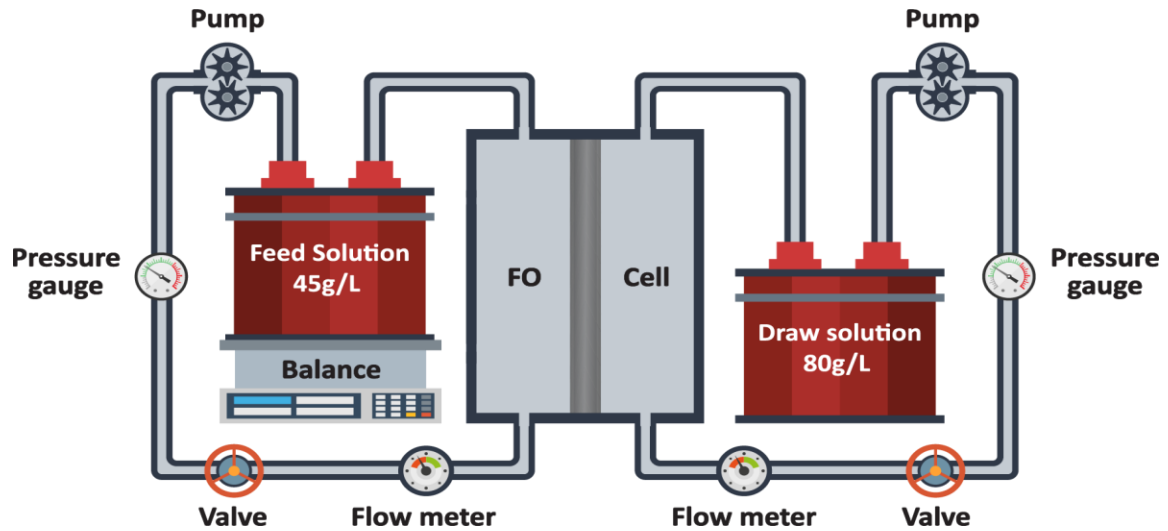 Pump
Pump
Feed Solution
45g/L
Pressure
gauge
FO
Cell
Pressure
gauge
Draw solution
80g/L
Balance
Valve
Flow meter
Flow meter
Valve